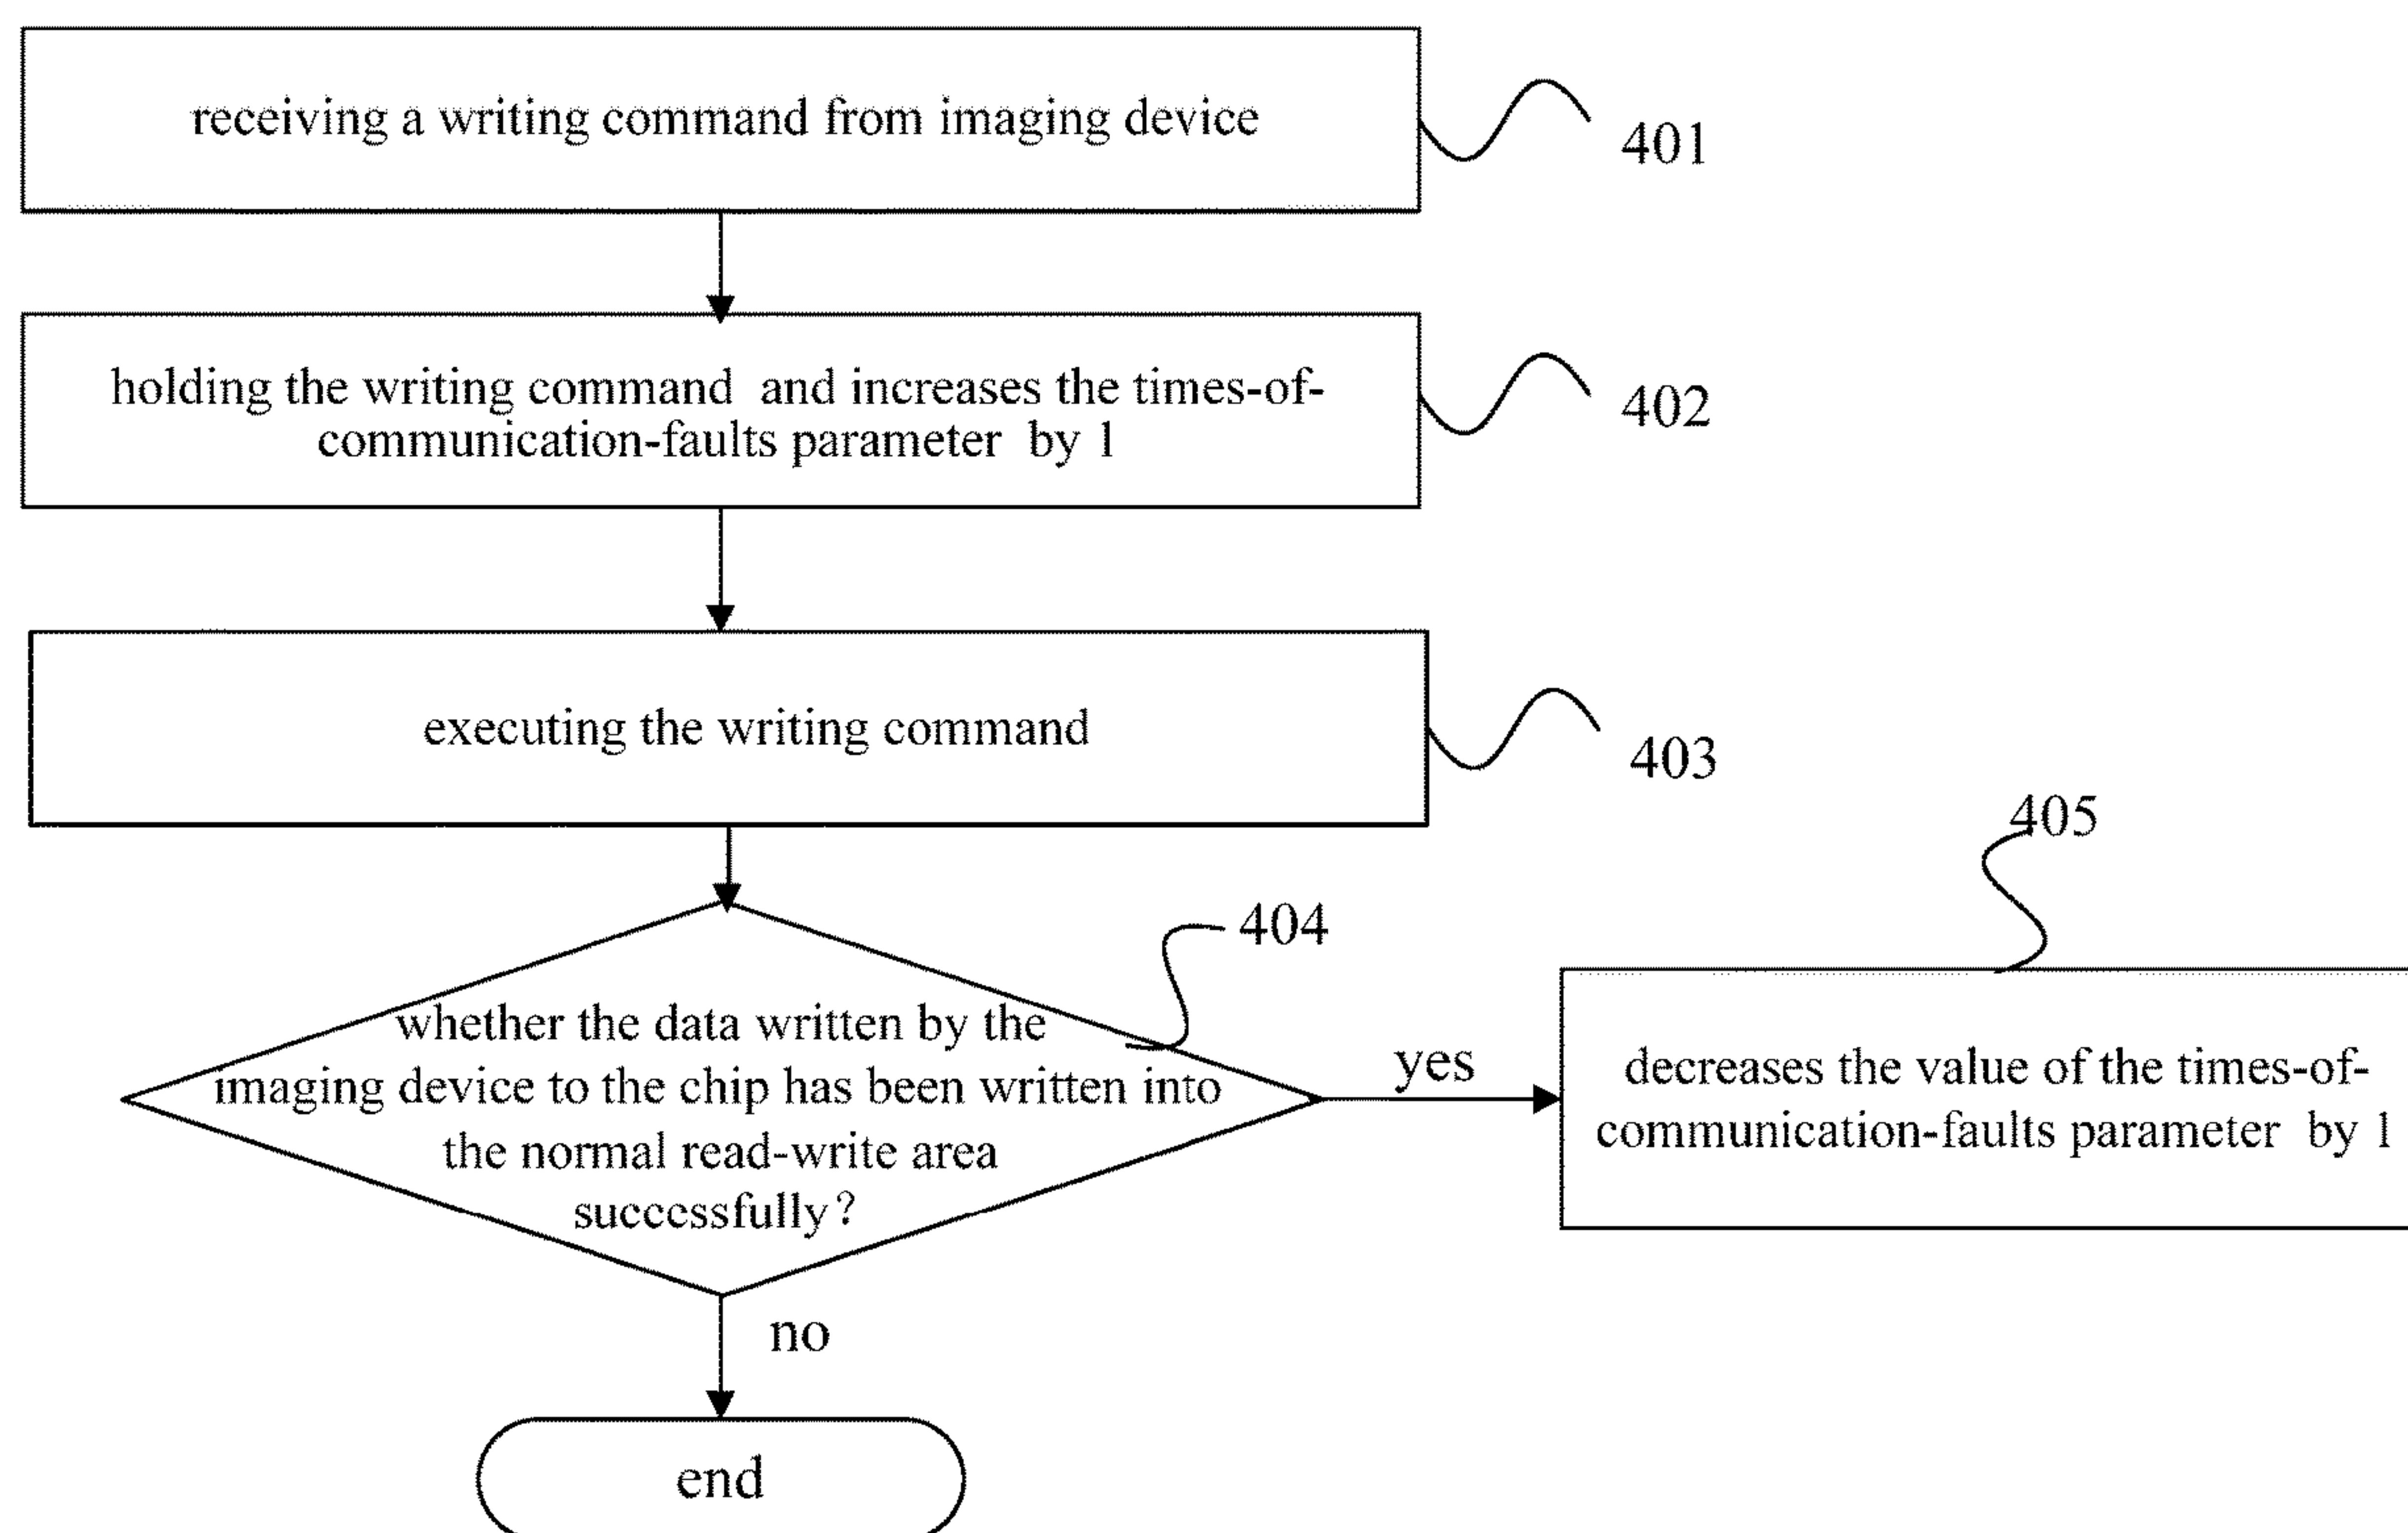 receiving a writing command from imaging device
401
holding the writing command and increases the times-of-
communication-faults parameter by 1
402
executing the writing command
403
405
404
whether the data written by the
imaging device to the chip has been written into
the normal read-write area
successfully?
yes
decreases the value of the times-of-
communication-faults parameter by 1
no
end